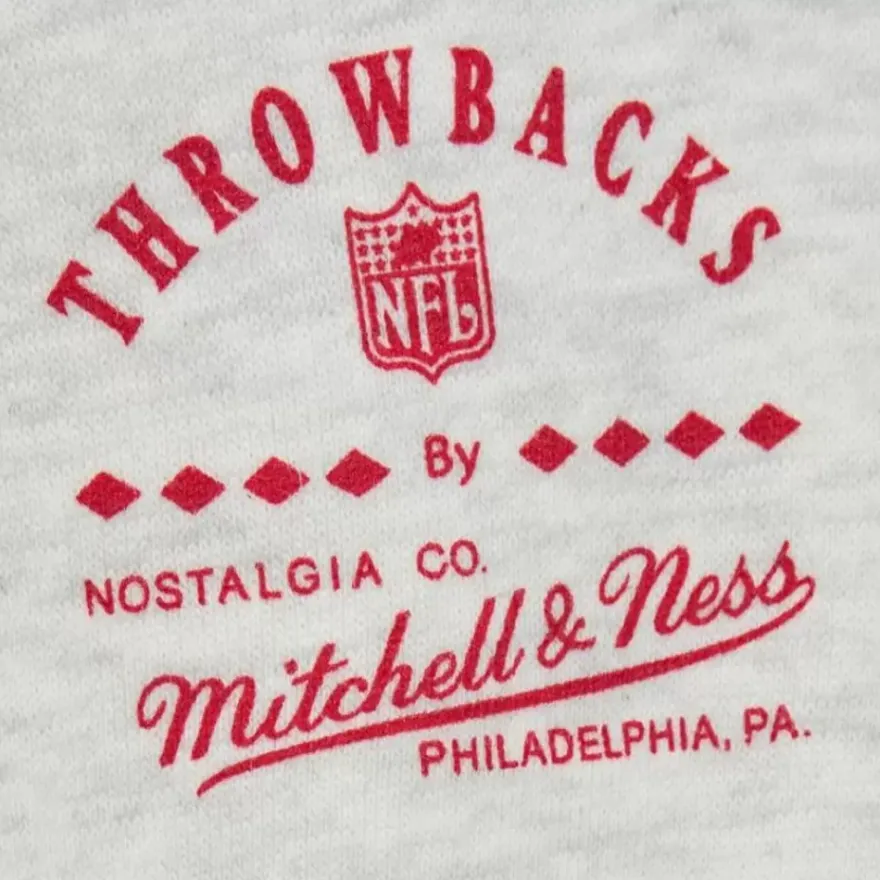 THROWBACKS
NFL
By
NOSTALGIA CO.
Mitchell & Ness
PHILADELPHIA, PA.